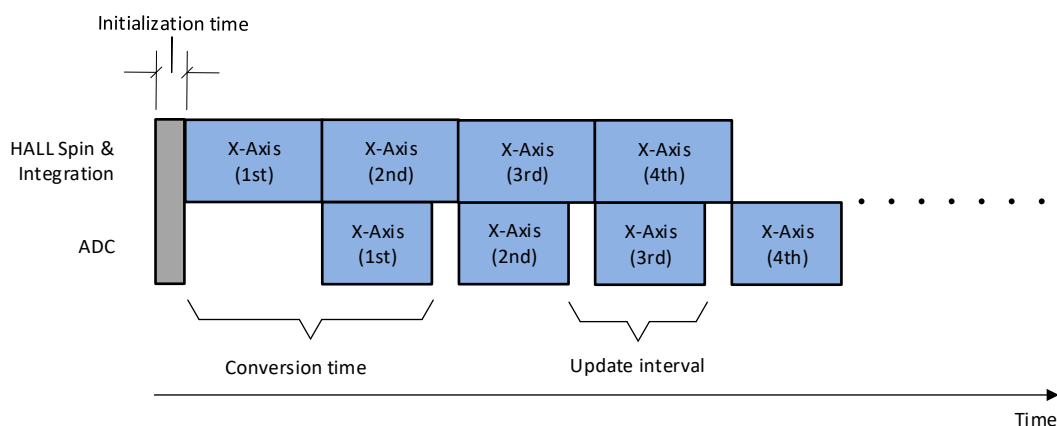 Initialization time
HALL Spin &
Integration
X-Axis
(1st)
X-Axis
(2nd)
X-Axis
(3rd)
X-Axis
(4th)
ADC
X-Axis
(1st)
X-Axis
(2nd)
X-Axis
(3rd)
X-Axis
(4th)
Conversion time
Update interval
Time